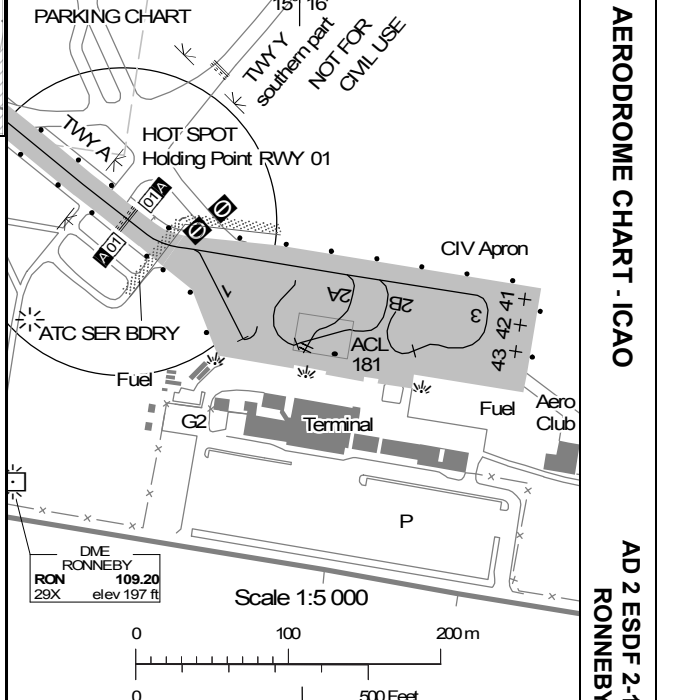 15° 16'
PARKING CHART
TWY Y
southern part
NOT FOR
CIVIL USE
TWY A
HOT SPOT
Holding Point RWY 01
01 A
A 01
CIV Apron
1
2A
2B
3
41
42
43
ATC SER BDRY
ACL
181
Fuel
G2
Terminal
Fuel
Aero
Club
P
DME
RONNEBY
RON 109.20
29X elev 197 ft
Scale 1:5 000
0 100 200 m
0 500 Feet
AERODROME CHART - ICAO
AD 2 ESDF 2-1
RONNEBY